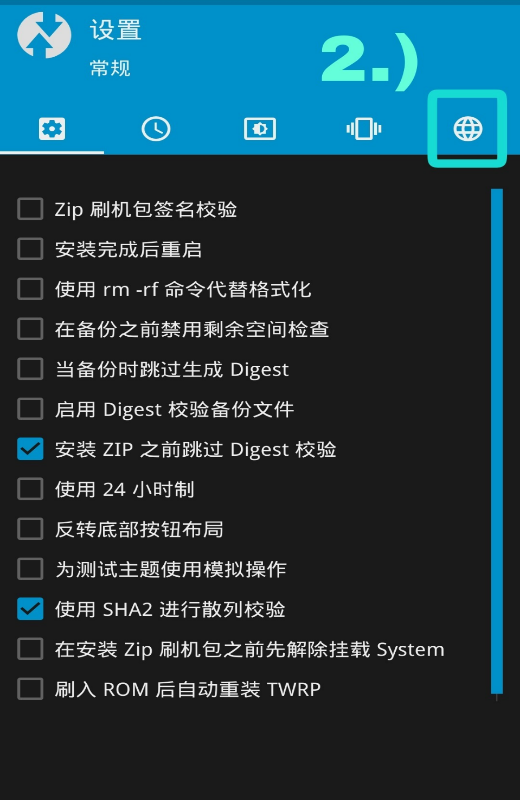 设置
2.)
常规
Zip 刷机包签名校验
安装完成后重启
使用 rm -rf 命令代替格式化
在备份之前禁用剩余空间检查
当备份时跳过生成 Digest
启用 Digest 校验备份文件
安装 ZIP 之前跳过 Digest 校验
使用 24 小时制
反转底部按钮布局
为测试主题使用模拟操作
使用 SHA2 进行散列校验
在安装 Zip 刷机包之前先解除挂载 System
刷入 ROM 后自动重装 TWRP